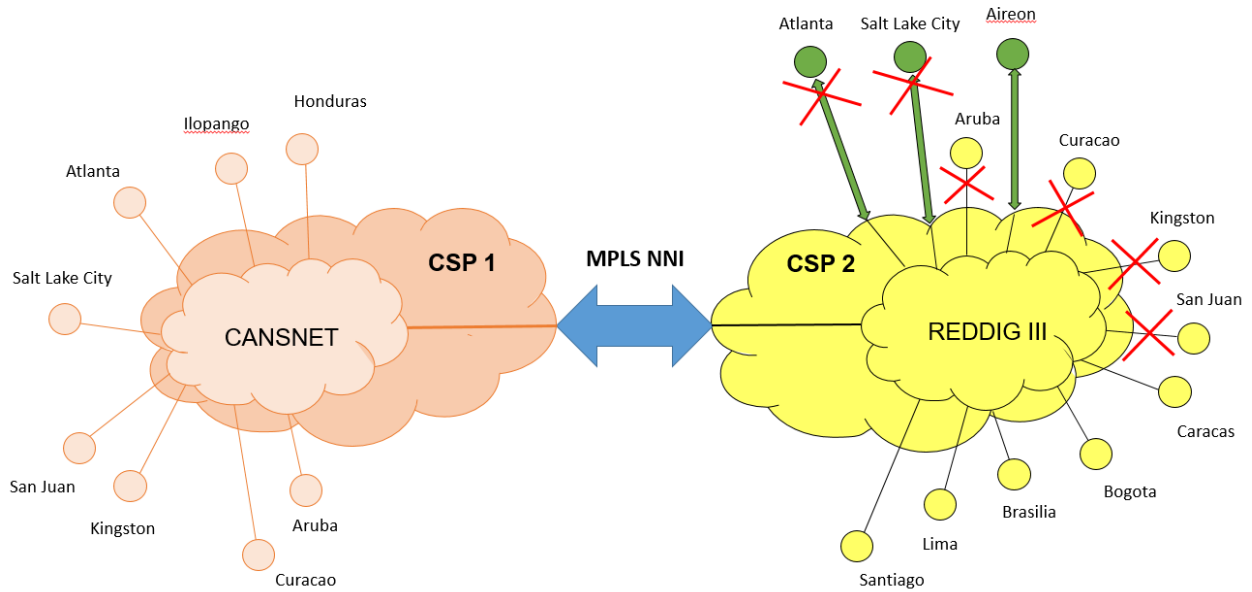 Atlanta
Salt Lake City
Aireon
Honduras
Ilopango
Aruba
Curacao
Atlanta
Kingston
CSP 1
MPLS NNI
CSP 2
Salt Lake City
San Juan
CANSNET
REDDIG III
Caracas
San Juan
Bogota
Kingston
Aruba
Brasilia
Lima
Curacao
Santiago